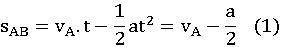 s_AB = v_A.t − 1/2 at² = v_A − a/2 (1)